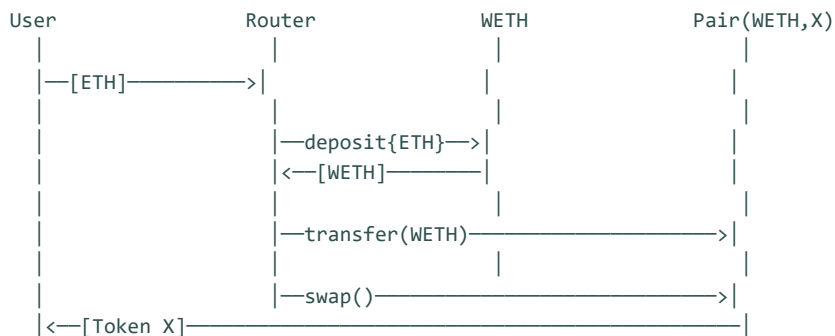 User Router WETH Pair(WETH,X)
[ETH]
deposit{ETH}
[WETH]
transfer(WETH)
swap()
[Token X]